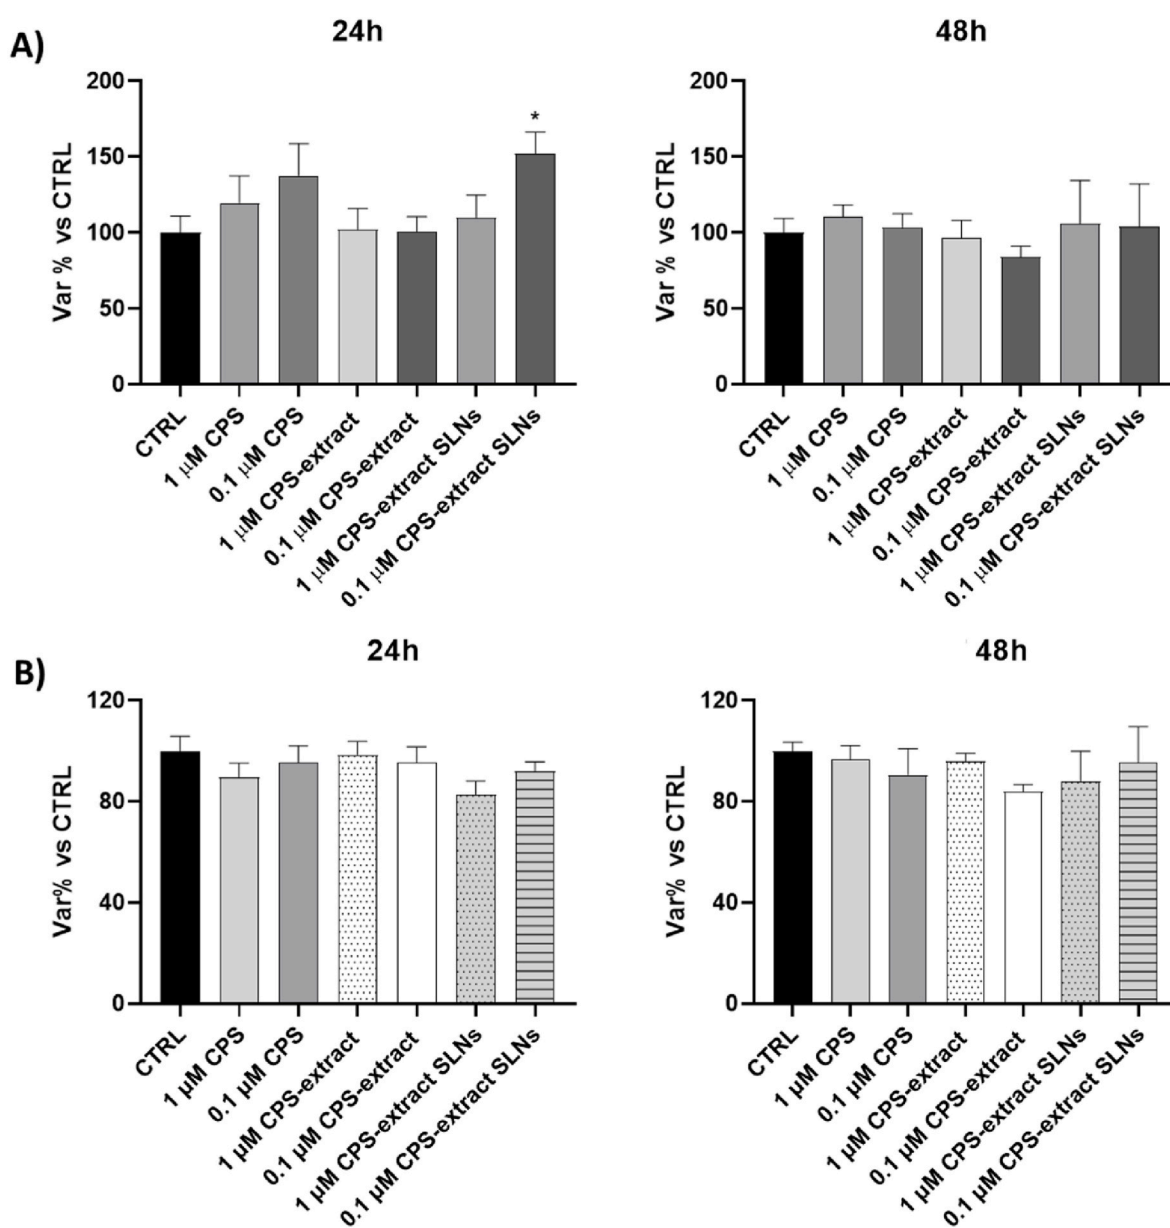 A)
24h
Var % vs CTRL
200
150
100
50
0
*
CTRL
1 μM CPS
0.1 μM CPS
1 μM CPS-extract
0.1 μM CPS-extract
1 μM CPS-extract SLNs
0.1 μM CPS-extract SLNs
48h
Var % vs CTRL
200
150
100
50
0
CTRL
1 μM CPS
0.1 μM CPS
1 μM CPS-extract
0.1 μM CPS-extract
1 μM CPS-extract SLNs
0.1 μM CPS-extract SLNs
B)
24h
Var% vs CTRL
120
80
40
0
CTRL
1 µM CPS
0.1 µM CPS
1 µM CPS-extract
0.1 µM CPS-extract
1 µM CPS-extract SLNs
0.1 µM CPS-extract SLNs
48h
Var% vs CTRL
120
80
40
0
CTRL
1 µM CPS
0.1 µM CPS
1 µM CPS-extract
0.1 µM CPS-extract
1 µM CPS-extract SLNs
0.1 µM CPS-extract SLNs